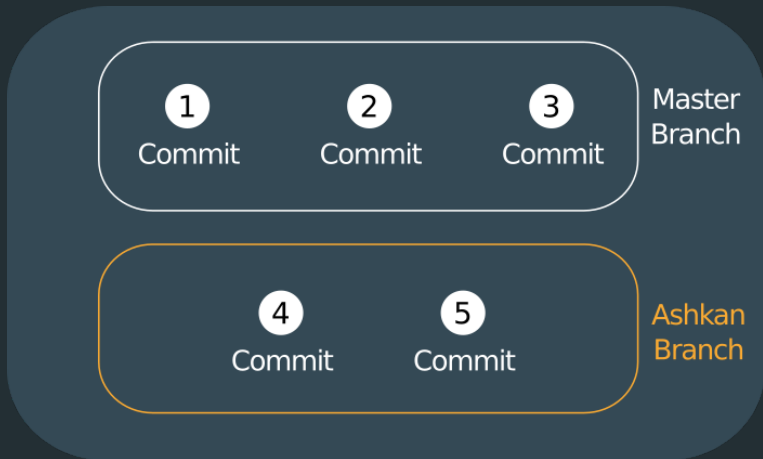 1 2 3
Commit Commit Commit
Master
Branch
4 5
Commit Commit
Ashkan
Branch